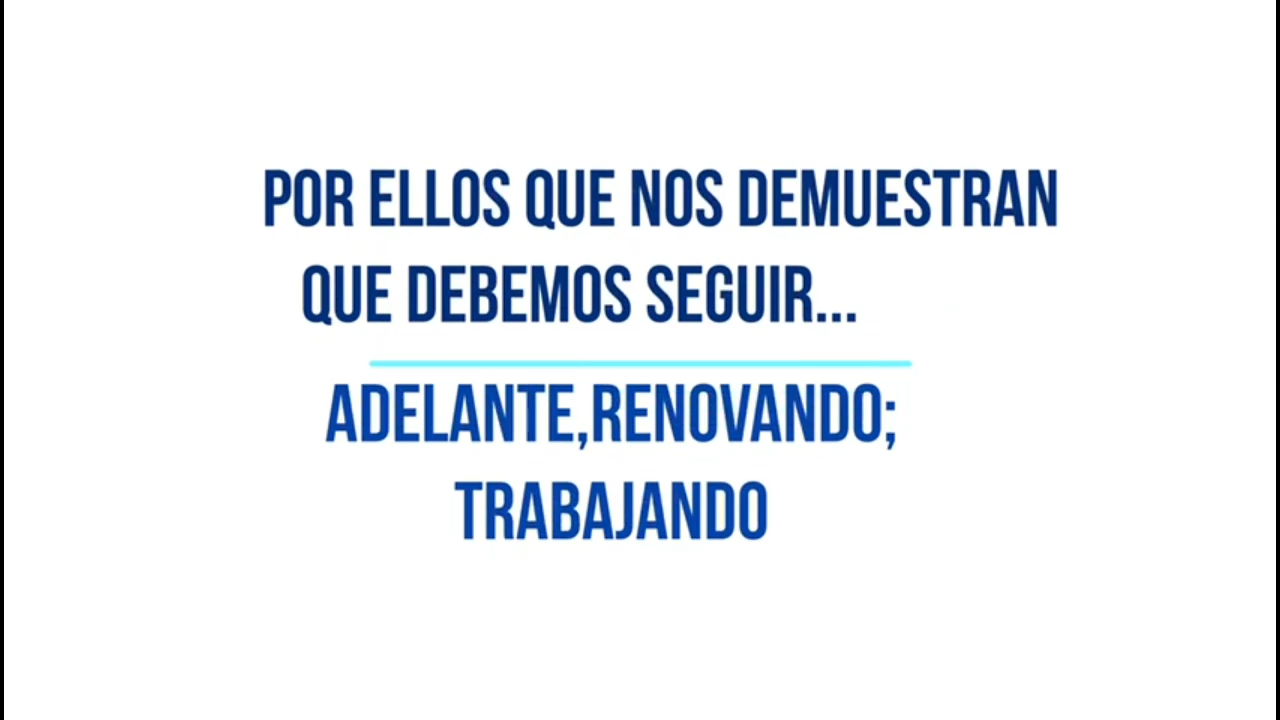 POR ELLOS QUE NOS DEMUESTRAN
QUE DEBEMOS SEGUIR...
ADELANTE,RENOVANDO;
TRABAJANDO